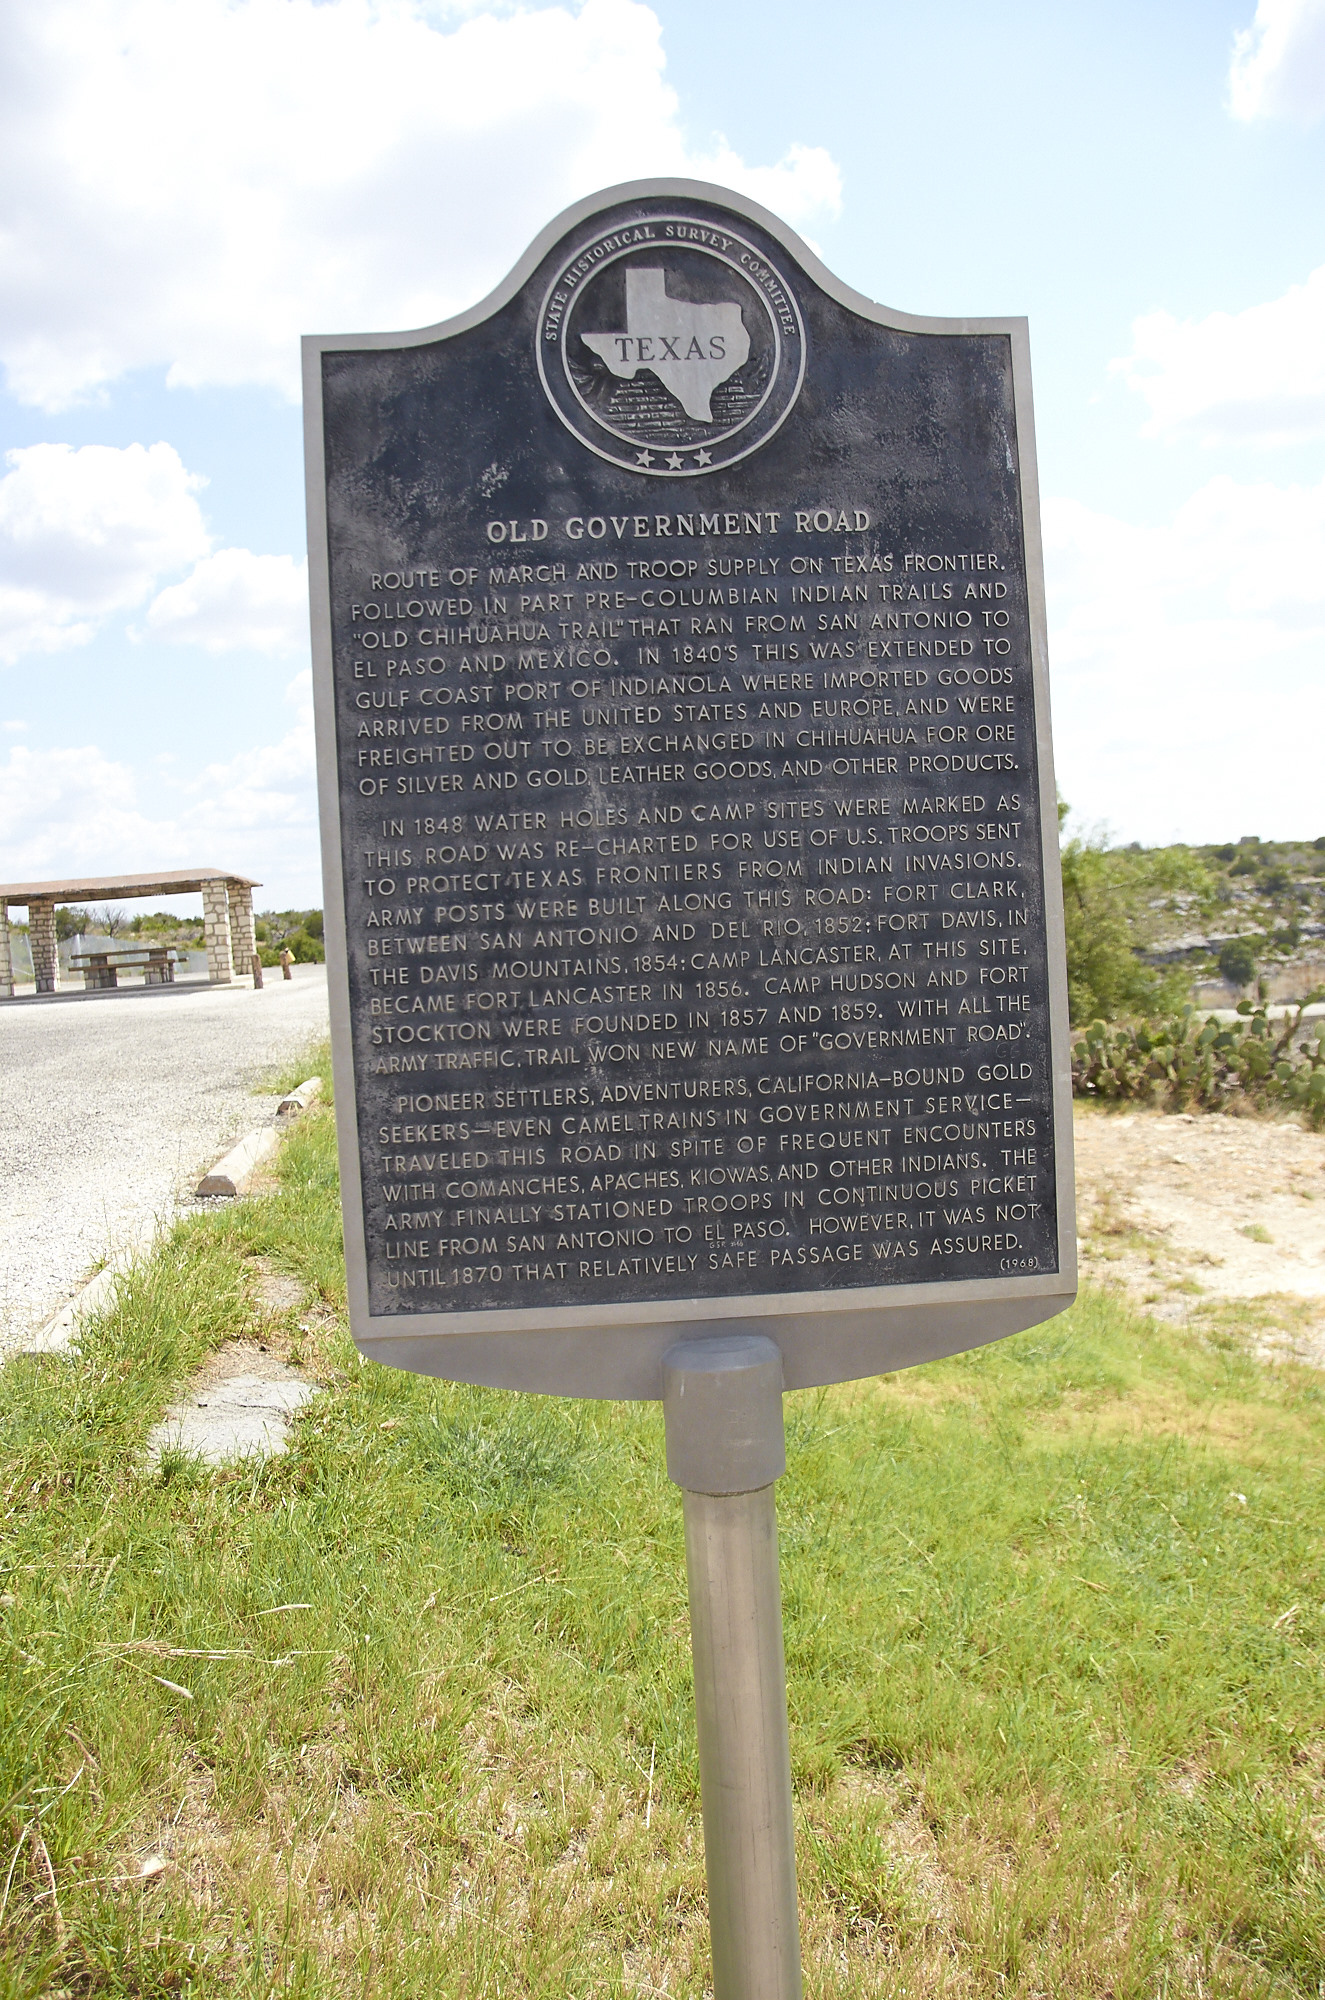 STATE HISTORICAL SURVEY COMMITTEE
TEXAS
OLD GOVERNMENT ROAD
ROUTE OF MARCH AND TROOP SUPPLY ON TEXAS FRONTIER.
FOLLOWED IN PART PRE-COLUMBIAN INDIAN TRAILS AND
"OLD CHIHUAHUA TRAIL" THAT RAN FROM SAN ANTONIO TO
EL PASO AND MEXICO. IN 1840'S THIS WAS EXTENDED TO
GULF COAST PORT OF INDIANOLA WHERE IMPORTED GOODS
ARRIVED FROM THE UNITED STATES AND EUROPE, AND WERE
FREIGHTED OUT TO BE EXCHANGED IN CHIHUAHUA FOR ORE
OF SILVER AND GOLD, LEATHER GOODS, AND OTHER PRODUCTS.
IN 1848 WATER HOLES AND CAMP SITES WERE MARKED AS
THIS ROAD WAS RE-CHARTED FOR USE OF U.S. TROOPS SENT
TO PROTECT TEXAS FRONTIERS FROM INDIAN INVASIONS.
ARMY POSTS WERE BUILT ALONG THIS ROAD: FORT CLARK,
BETWEEN SAN ANTONIO AND DEL RIO, 1852; FORT DAVIS, IN
THE DAVIS MOUNTAINS, 1854; CAMP LANCASTER, AT THIS SITE,
BECAME FORT LANCASTER IN 1856. CAMP HUDSON AND FORT
STOCKTON WERE FOUNDED IN 1857 AND 1859. WITH ALL THE
ARMY TRAFFIC, TRAIL WON NEW NAME OF "GOVERNMENT ROAD".
PIONEER SETTLERS, ADVENTURERS, CALIFORNIA-BOUND GOLD
SEEKERS—EVEN CAMEL TRAINS IN GOVERNMENT SERVICE—
TRAVELED THIS ROAD IN SPITE OF FREQUENT ENCOUNTERS
WITH COMANCHES, APACHES, KIOWAS, AND OTHER INDIANS. THE
ARMY FINALLY STATIONED TROOPS IN CONTINUOUS PICKET
LINE FROM SAN ANTONIO TO EL PASO. HOWEVER, IT WAS NOT
UNTIL 1870 THAT RELATIVELY SAFE PASSAGE WAS ASSURED.
(1968)